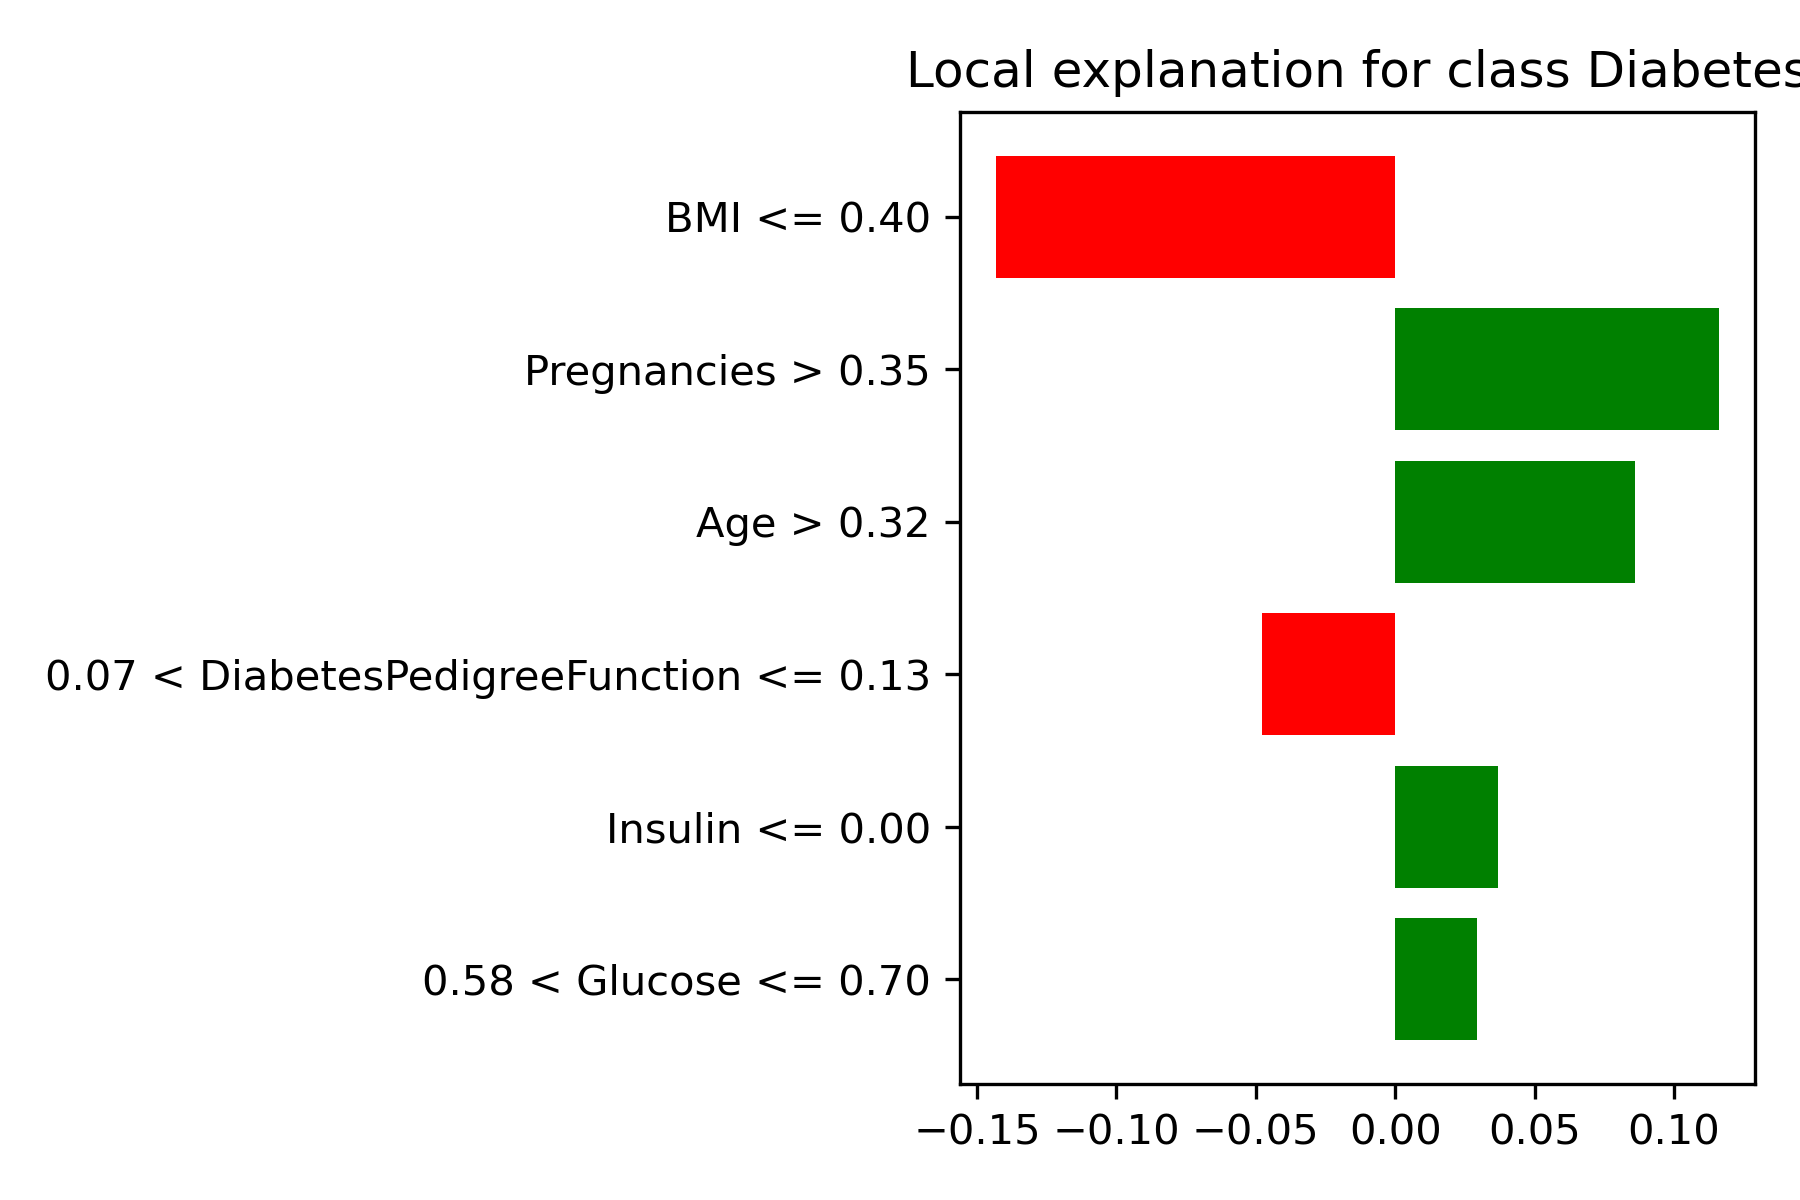 Local explanation for class Diabetes
BMI <= 0.40
Pregnancies > 0.35
Age > 0.32
0.07 < DiabetesPedigreeFunction <= 0.13
Insulin <= 0.00
0.58 < Glucose <= 0.70
−0.15 −0.10 −0.05 0.00 0.05 0.10